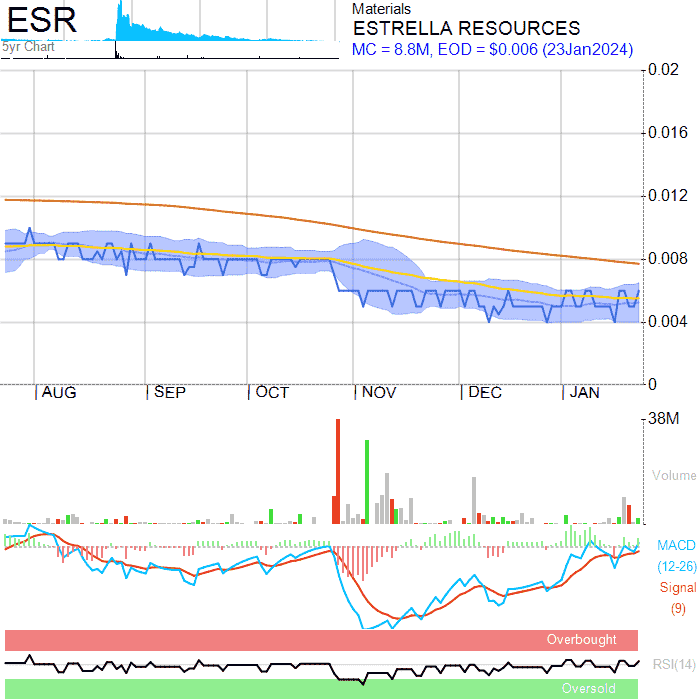 ESR
5yr Chart
Materials
ESTRELLA RESOURCES
MC = 8.8M, EOD = $0.006 (23Jan2024)
0.02
0.016
0.012
0.008
0.004
0
AUG SEP OCT NOV DEC JAN
38M
Volume
MACD
(12-26)
Signal
(9)
Overbought
RSI(14)
Oversold